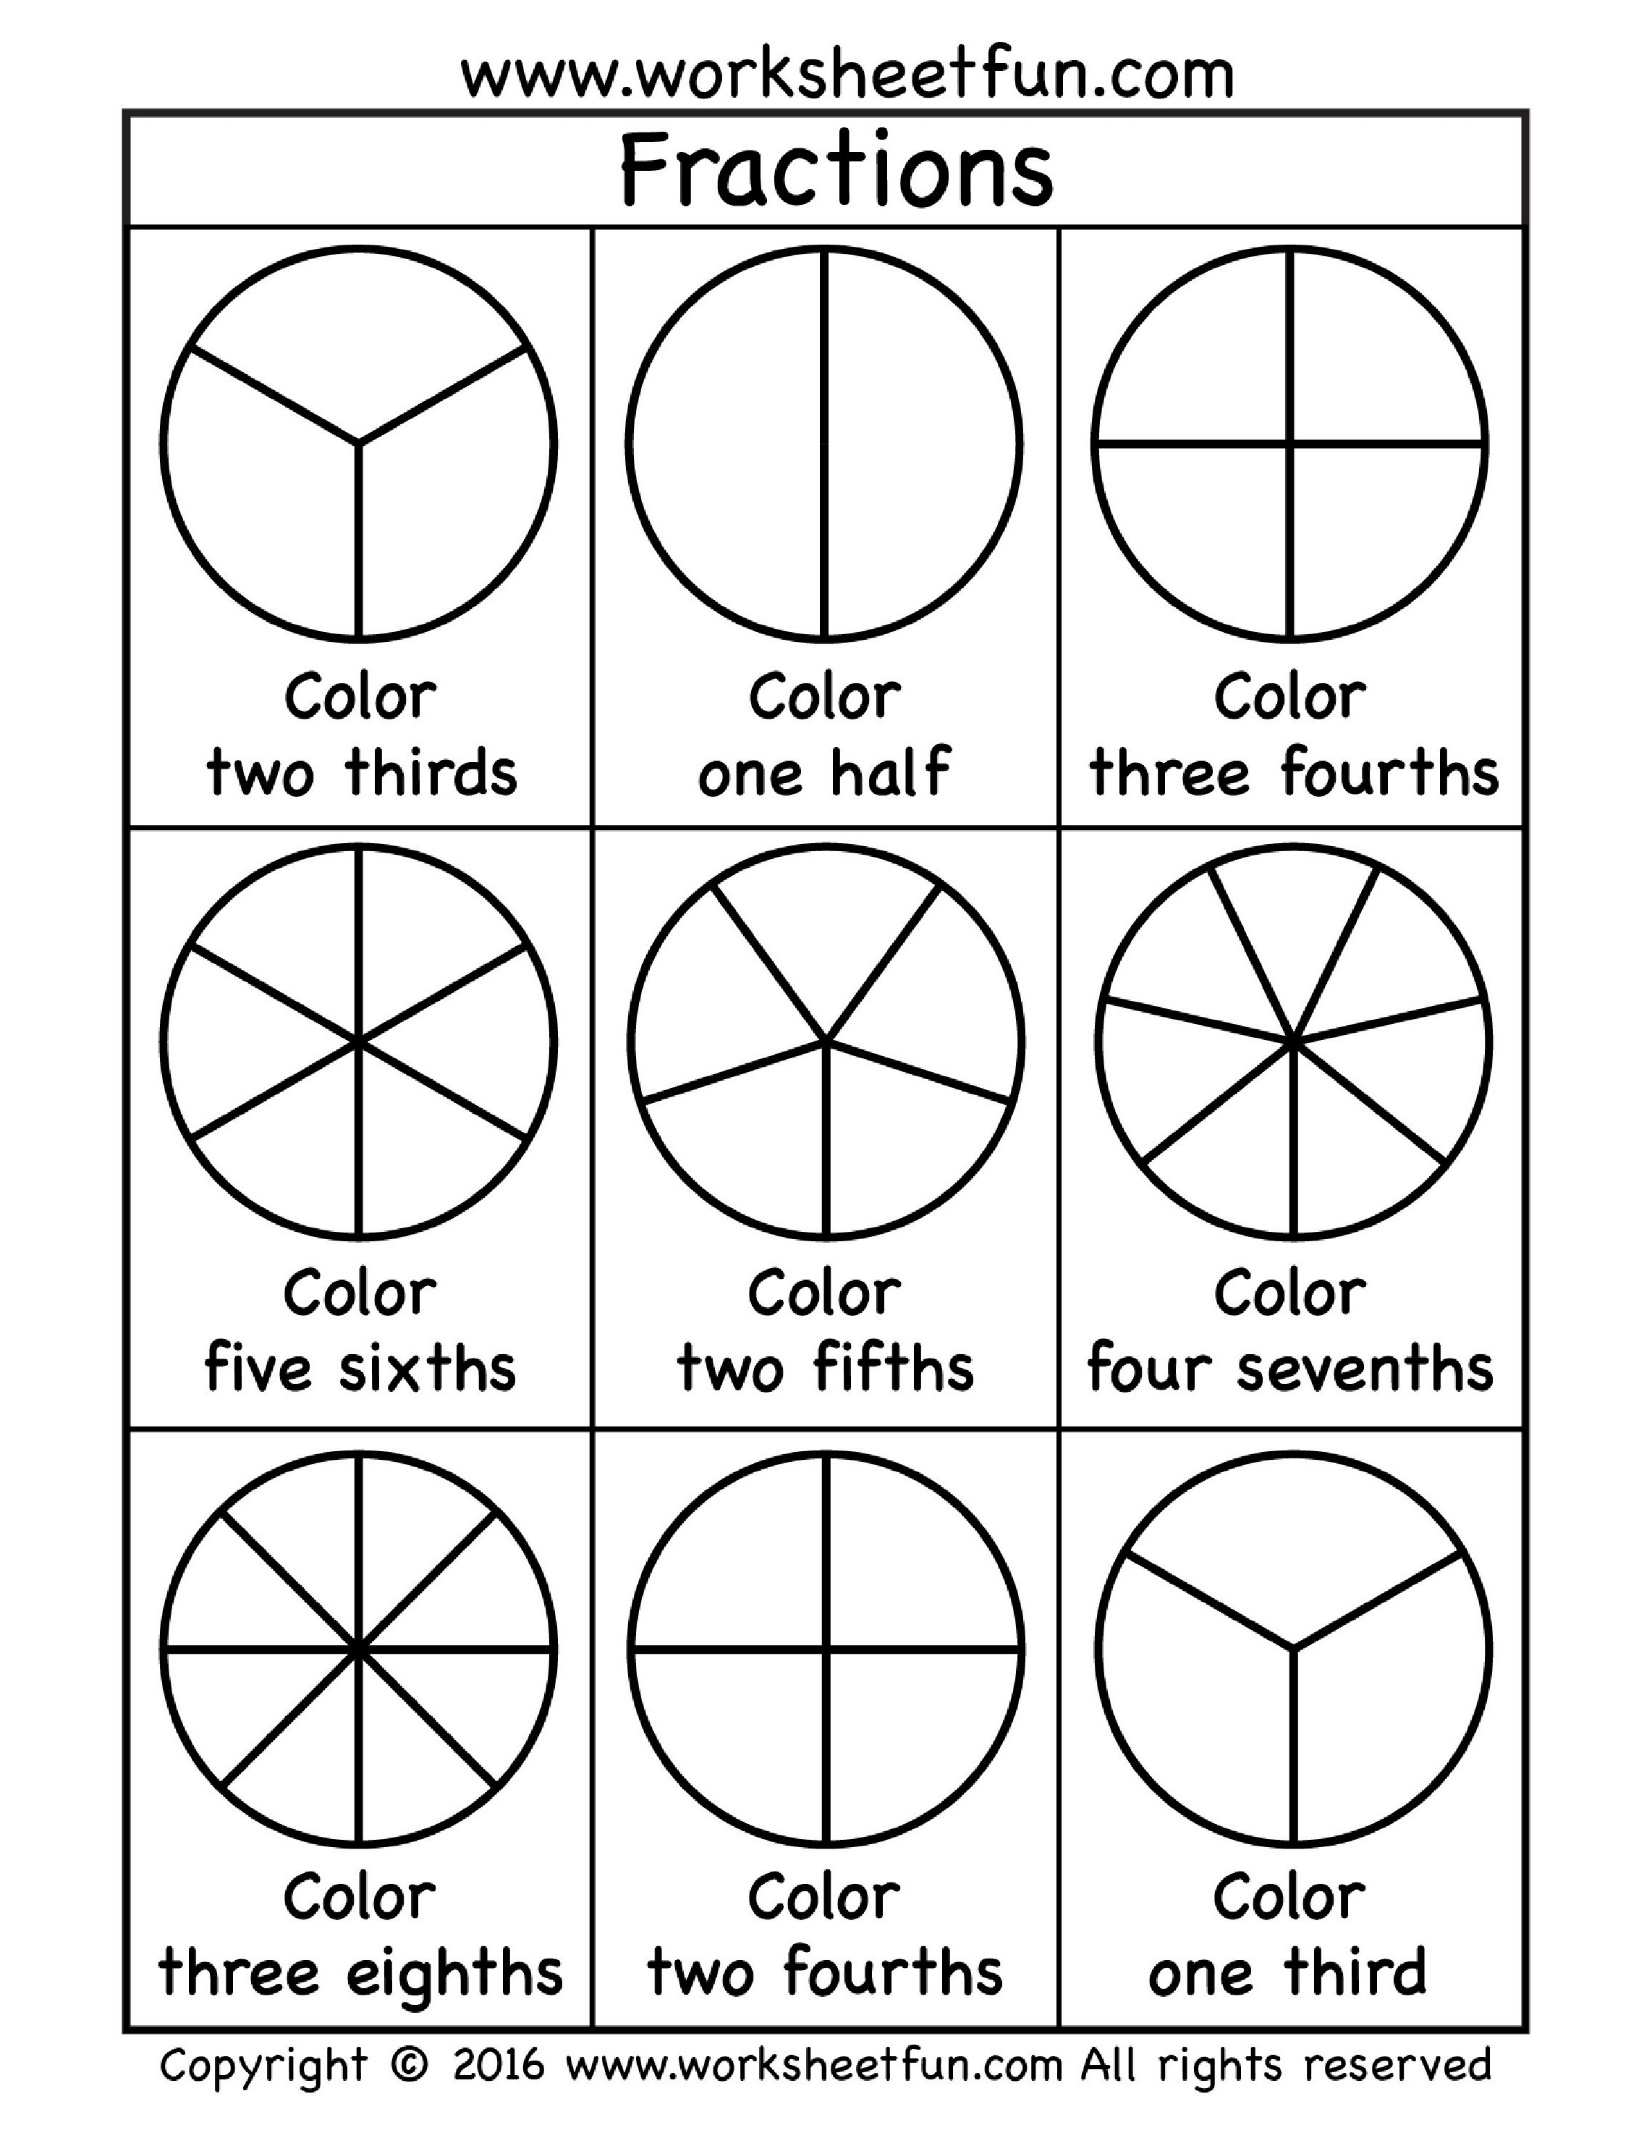 www.worksheetfun.com
Fractions
Color
two thirds
Color
one half
Color
three fourths
Color
five sixths
Color
two fifths
Color
four sevenths
Color
three eighths
Color
two fourths
Color
one third
Copyright © 2016 www.worksheetfun.com All rights reserved